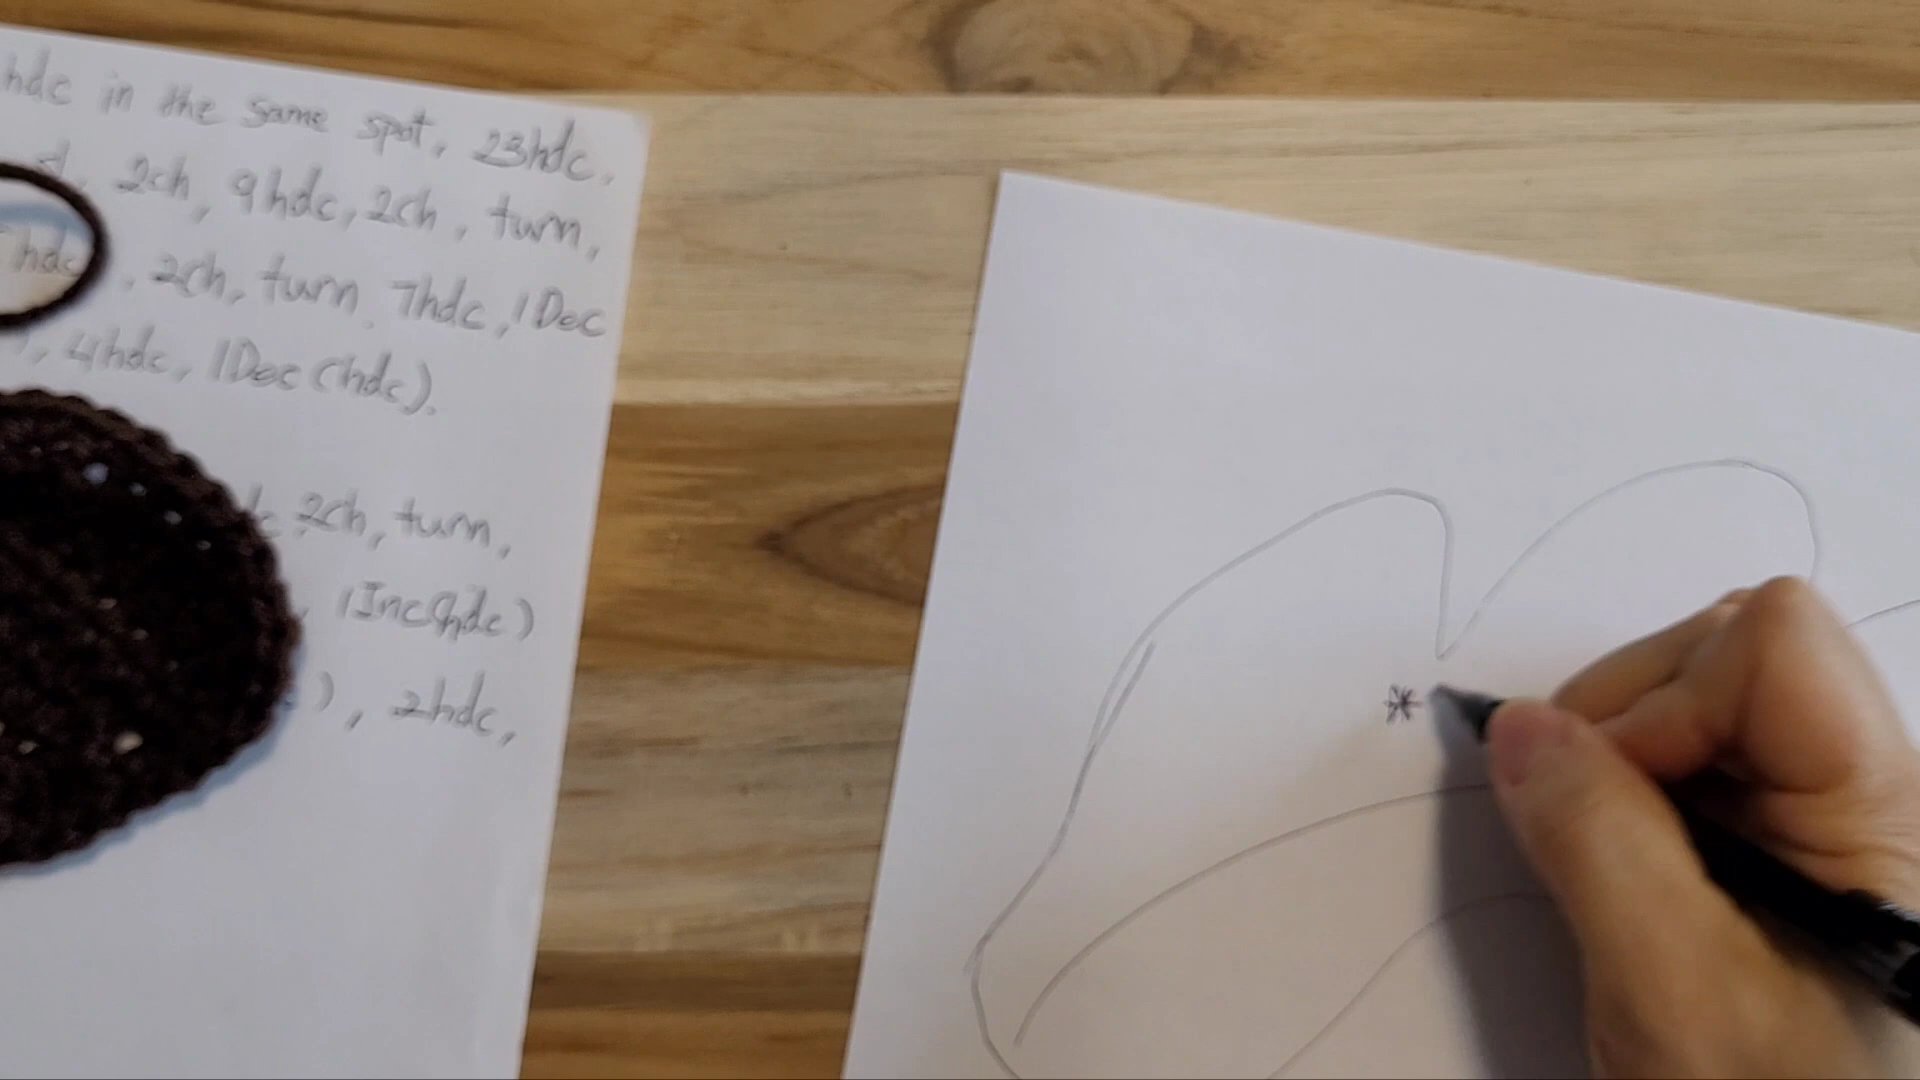 hdc in the same spot, 23hdc.
2ch, 9hdc, 2ch, turn,
hdc, 2ch, turn. 7hdc, 1Dec
, 4hdc, 1Dec (hdc).
2ch, turn,
, 1Inc(hdc)
), 2hdc,
*